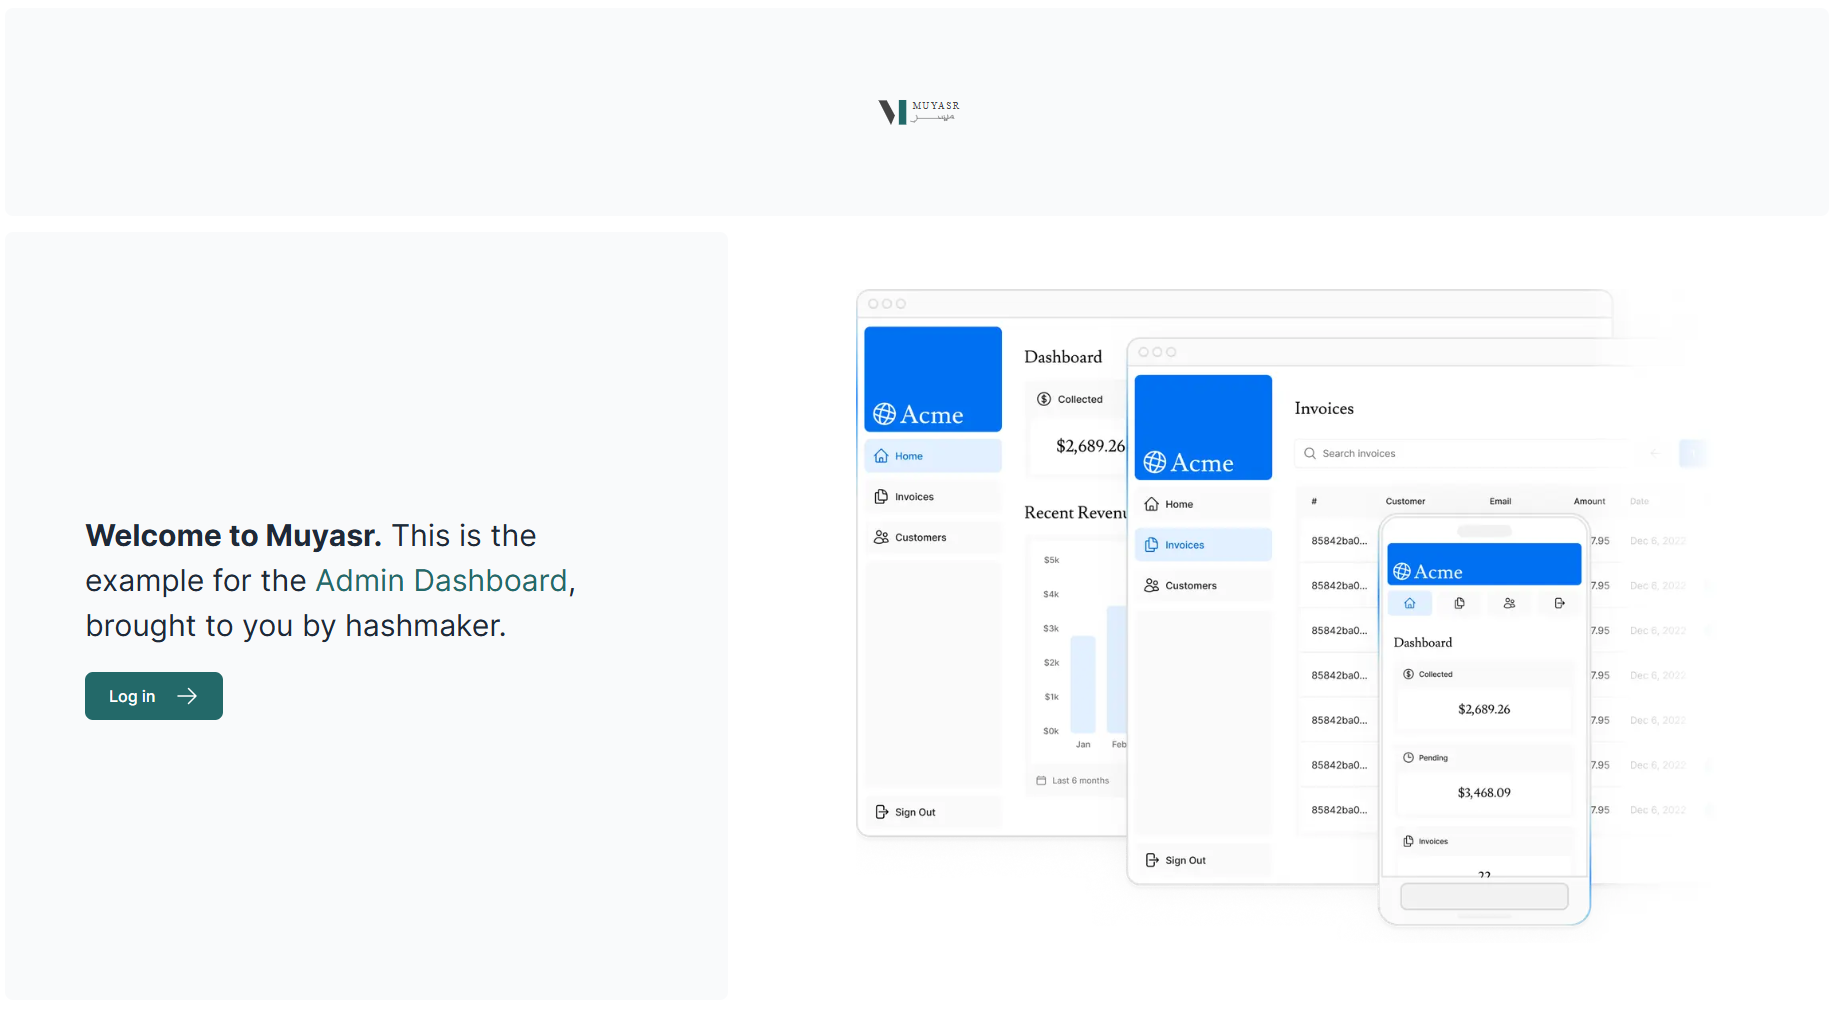 MUYASR
ميسر
Welcome to Muyasr. This is the
example for the Admin Dashboard,
brought to you by hashmaker.
Log in
Acme
Home
Invoices
Customers
Sign Out
Dashboard
Collected
$2,689.26
Recent Revenu
$5k
$4k
$3k
$2k
$1k
$0k
Jan Feb
Last 6 months
Acme
Home
Invoices
Customers
Sign Out
Invoices
Search invoices
# Customer Email Amount Date
85842ba0... 7.95 Dec 6, 2022
85842ba0... 7.95 Dec 6, 2022
85842ba0... 7.95 Dec 6, 2022
85842ba0... 7.95 Dec 6, 2022
85842ba0... 7.95 Dec 6, 2022
85842ba0... 7.95 Dec 6, 2022
85842ba0... 7.95 Dec 6, 2022
Acme
Dashboard
Collected
$2,689.26
Pending
$3,468.09
Invoices
22